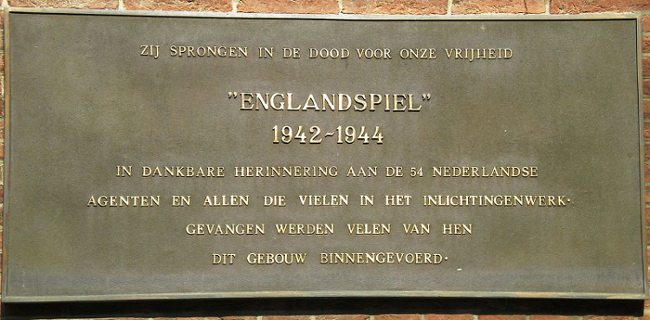 ZIJ SPRONGEN IN DE DOOD VOOR ONZE VRIJHEID
"ENGLANDSPIEL"
1942-1944
IN DANKBARE HERINNERING AAN DE 54 NEDERLANDSE
AGENTEN EN ALLEN DIE VIELEN IN HET INLICHTINGENWERK.
GEVANGEN WERDEN VELEN VAN HEN
DIT GEBOUW BINNENGEVOERD.